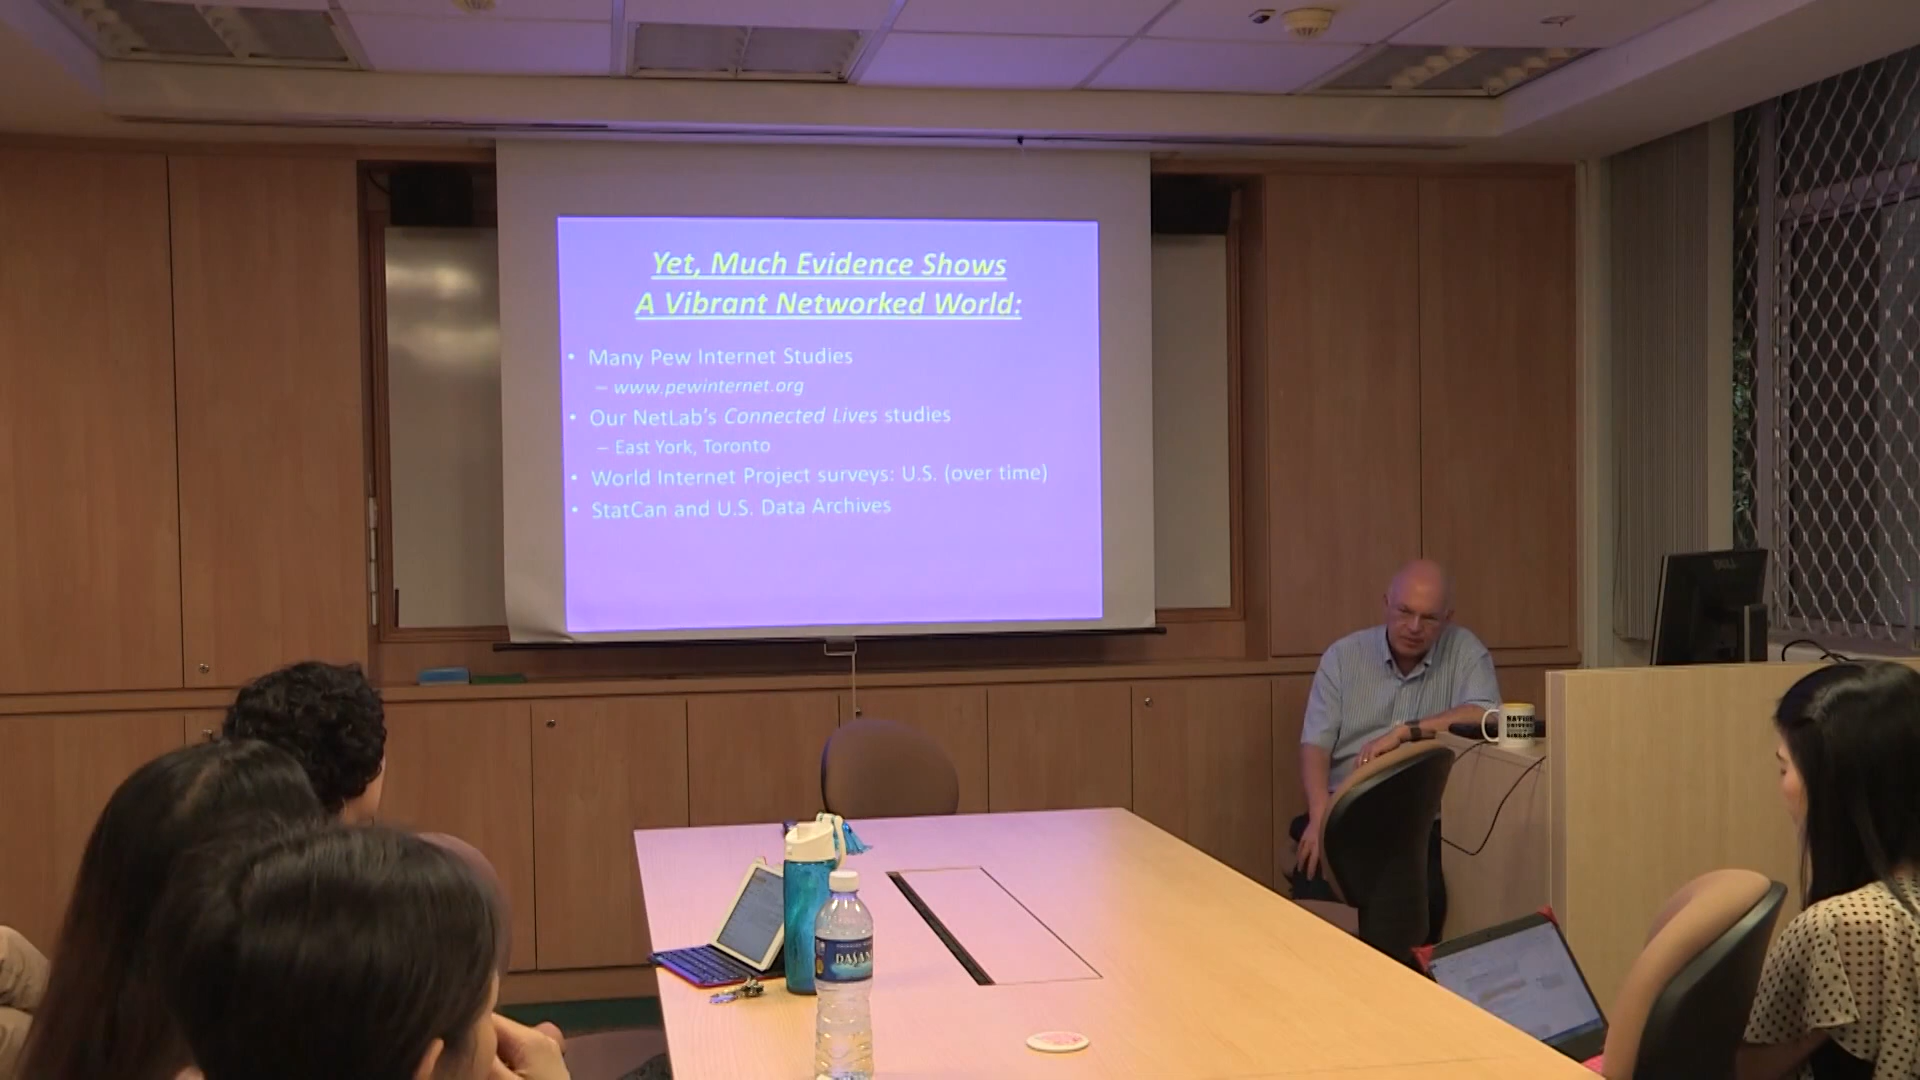 Yet, Much Evidence Shows
A Vibrant Networked World:
• Many Pew Internet Studies
– www.pewinternet.org
• Our NetLab's Connected Lives studies
– East York, Toronto
• World Internet Project surveys: U.S. (over time)
• StatCan and U.S. Data Archives
DELL
DASANI